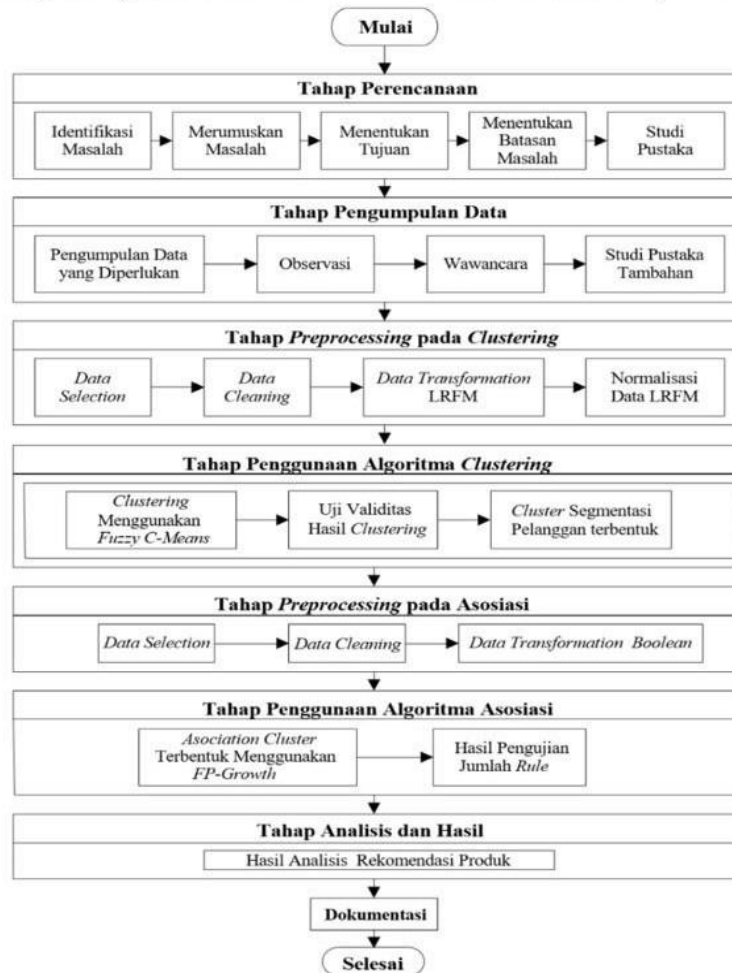 Mulai
Tahap Perencanaan
Identifikasi
Masalah
Merumuskan
Masalah
Menentukan
Tujuan
Menentukan
Batasan
Masalah
Studi
Pustaka
Tahap Pengumpulan Data
Pengumpulan Data
yang Diperlukan
Observasi
Wawancara
Studi Pustaka
Tambahan
Tahap Preprocessing pada Clustering
Data
Selection
Data
Cleaning
Data Transformation
LRFM
Normalisasi
Data LRFM
Tahap Penggunaan Algoritma Clustering
Clustering
Menggunakan
Fuzzy C-Means
Uji Validitas
Hasil Clustering
Cluster Segmentasi
Pelanggan terbentuk
Tahap Preprocessing pada Asosiasi
Data Selection
Data Cleaning
Data Transformation Boolean
Tahap Penggunaan Algoritma Asosiasi
Asociation Cluster
Terbentuk Menggunakan
FP-Growth
Hasil Pengujian
Jumlah Rule
Tahap Analisis dan Hasil
Hasil Analisis Rekomendasi Produk
Dokumentasi
Selesai